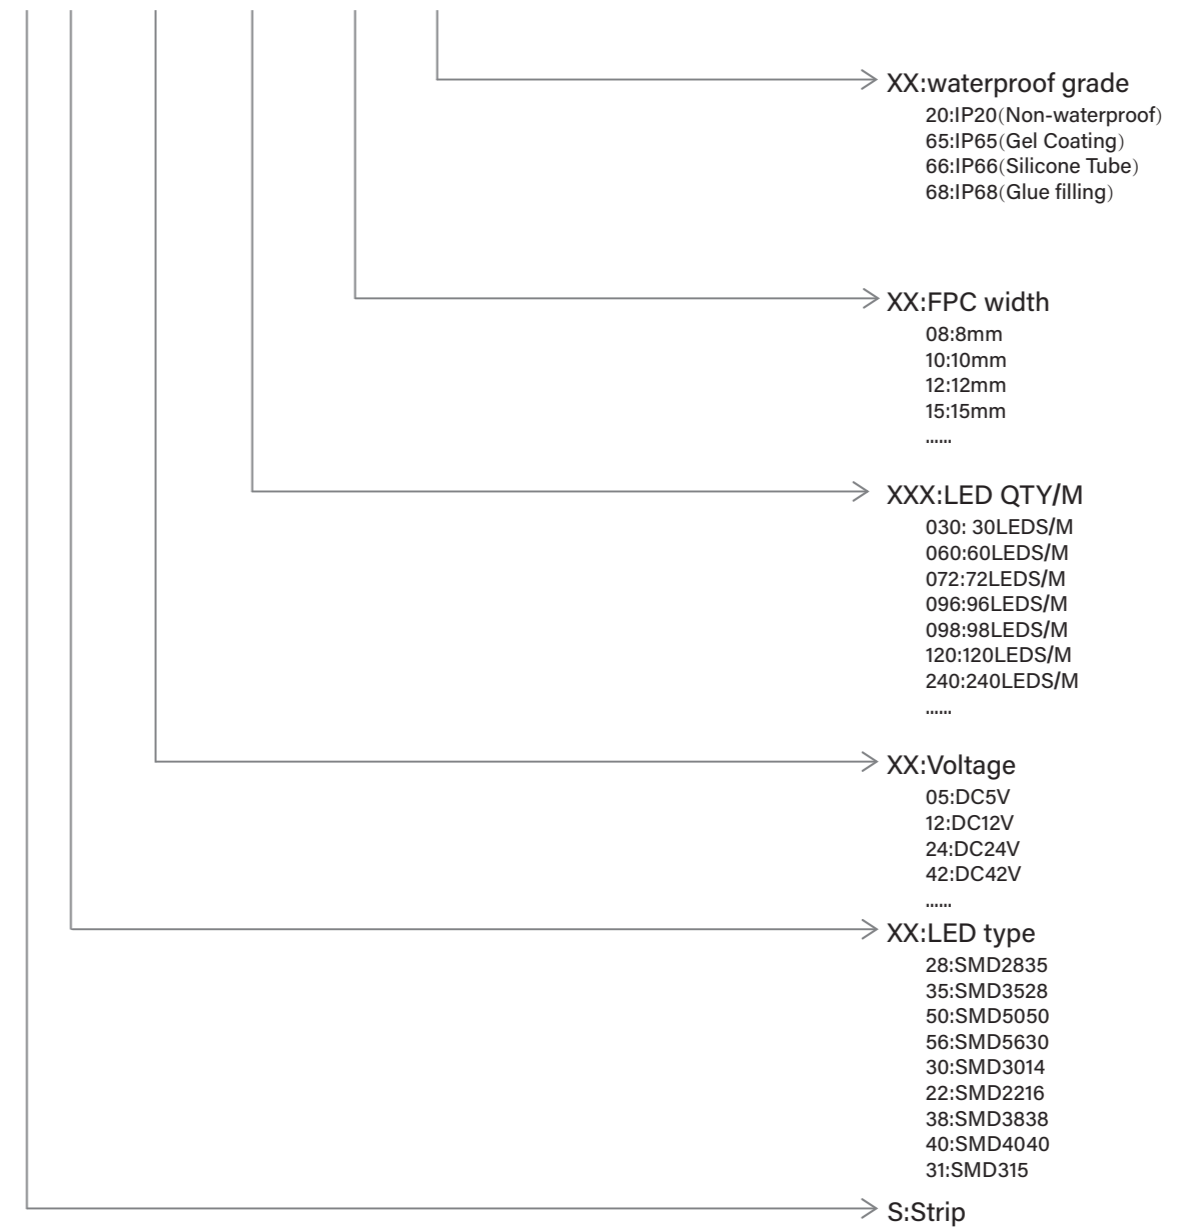 XX:waterproof grade
20:IP20(Non-waterproof)
65:IP65(Gel Coating)
66:IP66(Silicone Tube)
68:IP68(Glue filling)
XX:FPC width
08:8mm
10:10mm
12:12mm
15:15mm
......
XXX:LED QTY/M
030: 30LEDS/M
060:60LEDS/M
072:72LEDS/M
096:96LEDS/M
098:98LEDS/M
120:120LEDS/M
240:240LEDS/M
......
XX:Voltage
05:DC5V
12:DC12V
24:DC24V
42:DC42V
......
XX:LED type
28:SMD2835
35:SMD3528
50:SMD5050
56:SMD5630
30:SMD3014
22:SMD2216
38:SMD3838
40:SMD4040
31:SMD315
S:Strip